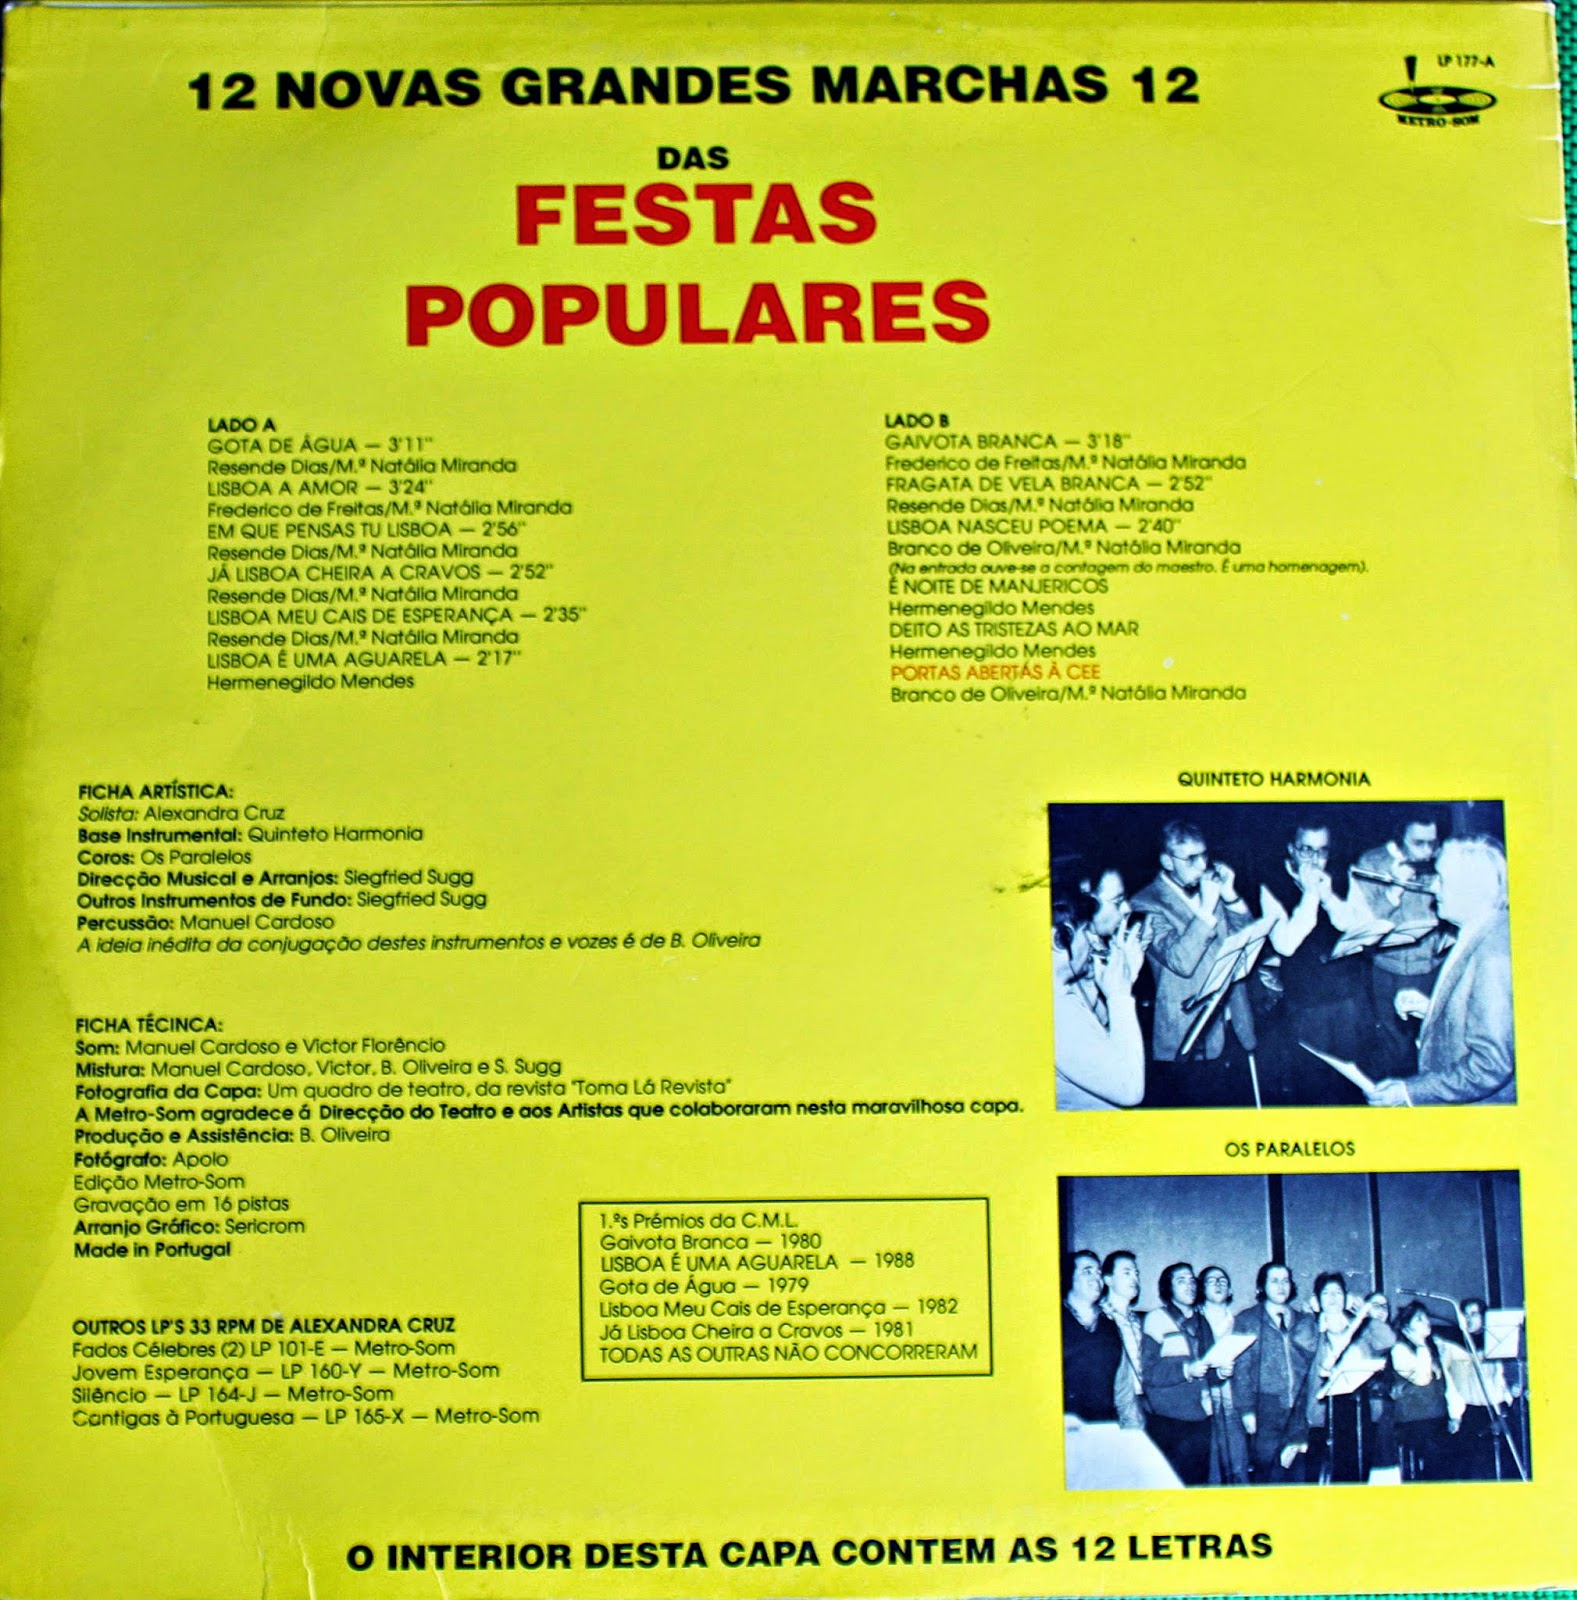 LP 177-A
METRO-SOM
12 NOVAS GRANDES MARCHAS 12
DAS
FESTAS
POPULARES
LADO A
GOTA DE ÁGUA — 3'11"
Resende Dias/M.ª Natália Miranda
LISBOA A AMOR — 3'24"
Frederico de Freitas/M.ª Natália Miranda
EM QUE PENSAS TU LISBOA — 2'56"
Resende Dias/M.ª Natália Miranda
JÁ LISBOA CHEIRA A CRAVOS — 2'52"
Resende Dias/M.ª Natália Miranda
LISBOA MEU CAIS DE ESPERANÇA — 2'35"
Resende Dias/M.ª Natália Miranda
LISBOA É UMA AGUARELA — 2'17"
Hermenegildo Mendes
LADO B
GAIVOTA BRANCA — 3'18"
Frederico de Freitas/M.ª Natália Miranda
FRAGATA DE VELA BRANCA — 2'52"
Resende Dias/M.ª Natália Miranda
LISBOA NASCEU POEMA — 2'40"
Branco de Oliveira/M.ª Natália Miranda
(Na entrada ouve-se a contagem do maestro. É uma homenagem).
É NOITE DE MANJERICOS
Hermenegildo Mendes
DEITO AS TRISTEZAS AO MAR
Hermenegildo Mendes
PORTAS ABERTAS À CEE
Branco de Oliveira/M.ª Natália Miranda
FICHA ARTÍSTICA:
Solista: Alexandra Cruz
Base Instrumental: Quinteto Harmonia
Coros: Os Paralelos
Direcção Musical e Arranjos: Siegfried Sugg
Outros Instrumentos de Fundo: Siegfried Sugg
Percussão: Manuel Cardoso
A ideia inédita da conjugação destes instrumentos e vozes é de B. Oliveira
FICHA TÉCINCA:
Som: Manuel Cardoso e Victor Florêncio
Mistura: Manuel Cardoso, Victor, B. Oliveira e S. Sugg
Fotografia da Capa: Um quadro de teatro, da revista "Toma Lá Revista"
A Metro-Som agradece á Direcção do Teatro e aos Artistas que colaboraram nesta maravilhosa capa.
Produção e Assistência: B. Oliveira
Fotógrafo: Apolo
Edição Metro-Som
Gravação em 16 pistas
Arranjo Gráfico: Sericrom
Made in Portugal
OUTROS LP'S 33 RPM DE ALEXANDRA CRUZ
Fados Célebres (2) LP 101-E — Metro-Som
Jovem Esperança — LP 160-Y — Metro-Som
Silêncio — LP 164-J — Metro-Som
Cantigas à Portuguesa — LP 165-X — Metro-Som
1.ºs Prémios da C.M.L.
Gaivota Branca — 1980
LISBOA É UMA AGUARELA — 1988
Gota de Água — 1979
Lisboa Meu Cais de Esperança — 1982
Já Lisboa Cheira a Cravos — 1981
TODAS AS OUTRAS NÃO CONCORRERAM
QUINTETO HARMONIA
OS PARALELOS
O INTERIOR DESTA CAPA CONTEM AS 12 LETRAS